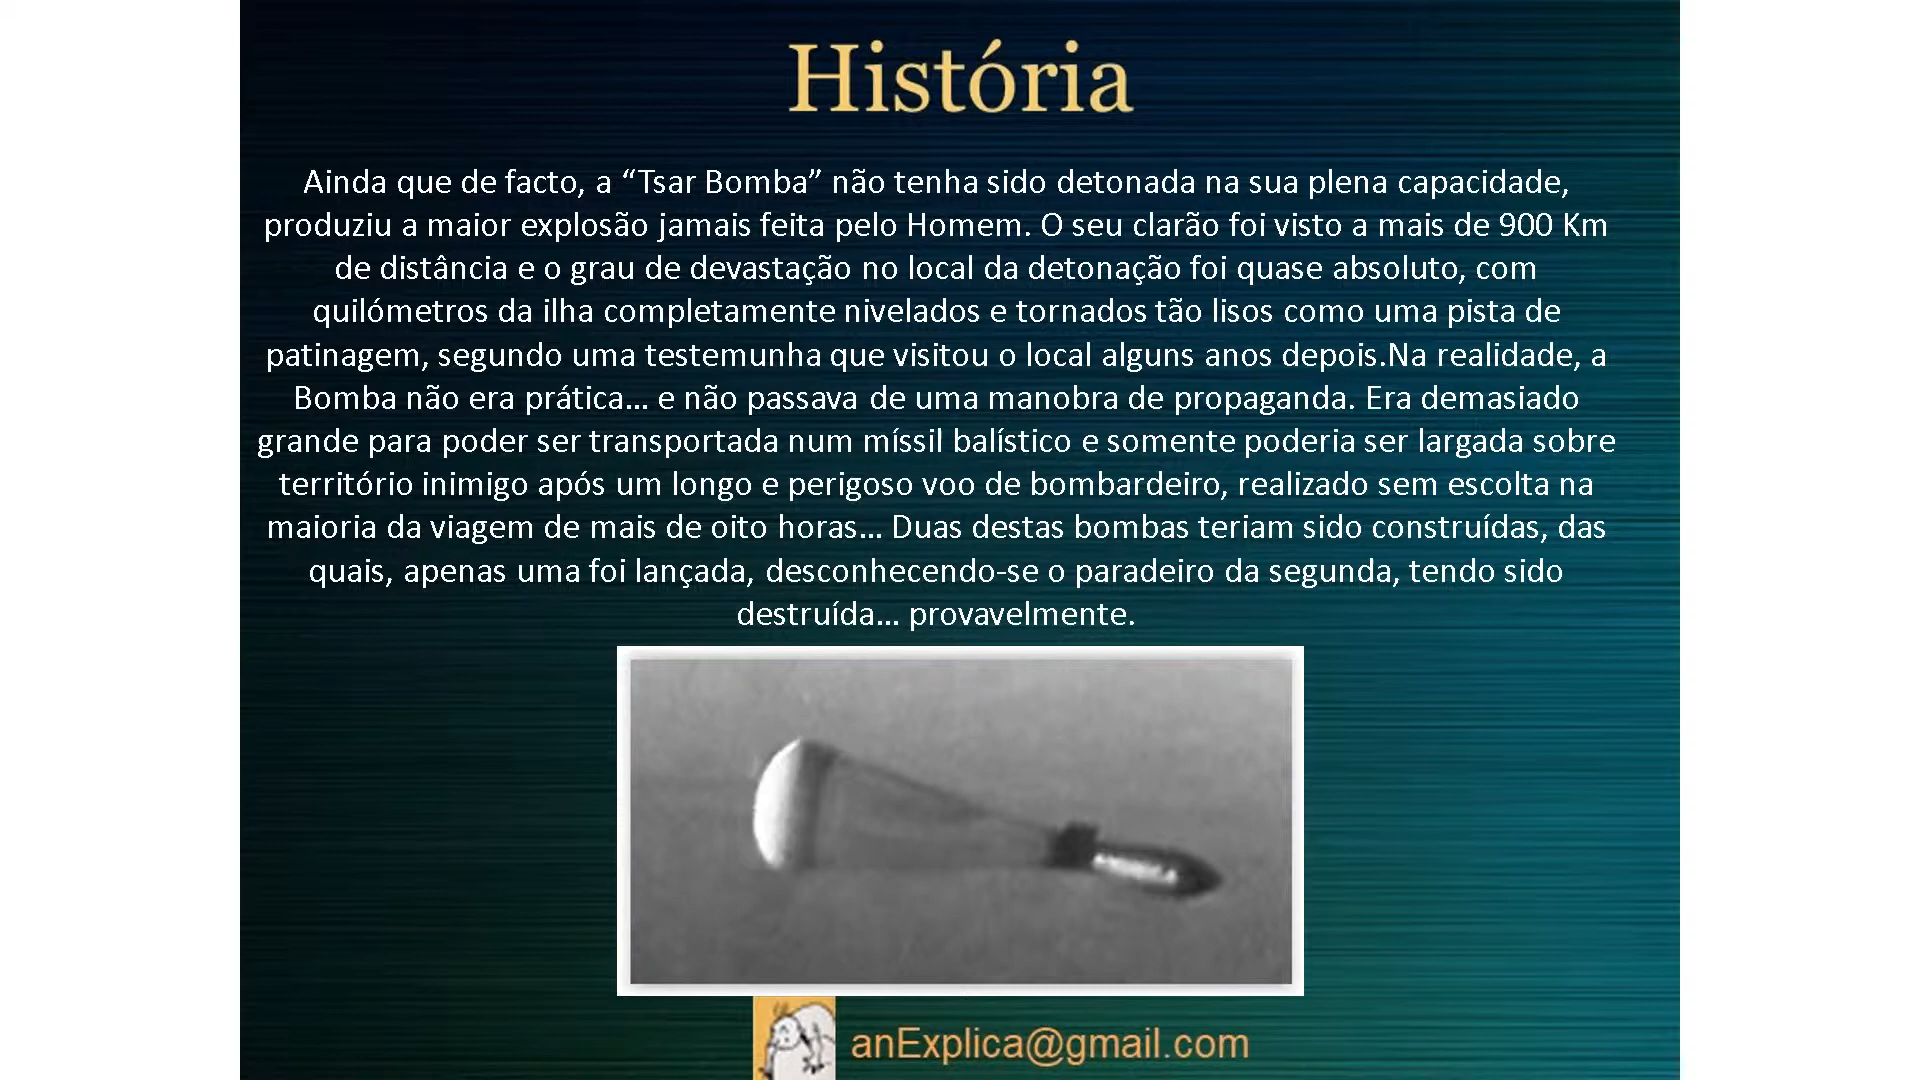 História
Ainda que de facto, a “Tsar Bomba” não tenha sido detonada na sua plena capacidade,
produziu a maior explosão jamais feita pelo Homem. O seu clarão foi visto a mais de 900 Km
de distância e o grau de devastação no local da detonação foi quase absoluto, com
quilómetros da ilha completamente nivelados e tornados tão lisos como uma pista de
patinagem, segundo uma testemunha que visitou o local alguns anos depois.Na realidade, a
Bomba não era prática… e não passava de uma manobra de propaganda. Era demasiado
grande para poder ser transportada num míssil balístico e somente poderia ser largada sobre
território inimigo após um longo e perigoso voo de bombardeiro, realizado sem escolta na
maioria da viagem de mais de oito horas… Duas destas bombas teriam sido construídas, das
quais, apenas uma foi lançada, desconhecendo-se o paradeiro da segunda, tendo sido
destruída… provavelmente.
anExplica@gmail.com